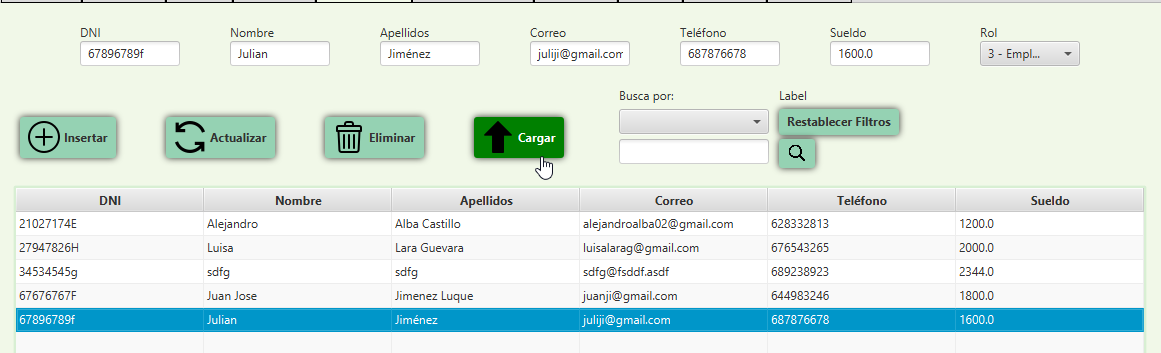 DNI Nombre Apellidos Correo Teléfono Sueldo Rol
67896789f Julian Jiménez juliji@gmail.com 687876678 1600.0 3 - Empl...
Busca por: Label
Insertar Actualizar Eliminar Cargar Restablecer Filtros
DNI Nombre Apellidos Correo Teléfono Sueldo
21027174E Alejandro Alba Castillo alejandroalba02@gmail.com 628332813 1200.0
27947826H Luisa Lara Guevara luisalarag@gmail.com 676543265 2000.0
34534545g sdfg sdfg sdfg@fsddf.asdf 689238923 2344.0
67676767F Juan Jose Jimenez Luque juanji@gmail.com 644983246 1800.0
67896789f Julian Jiménez juliji@gmail.com 687876678 1600.0